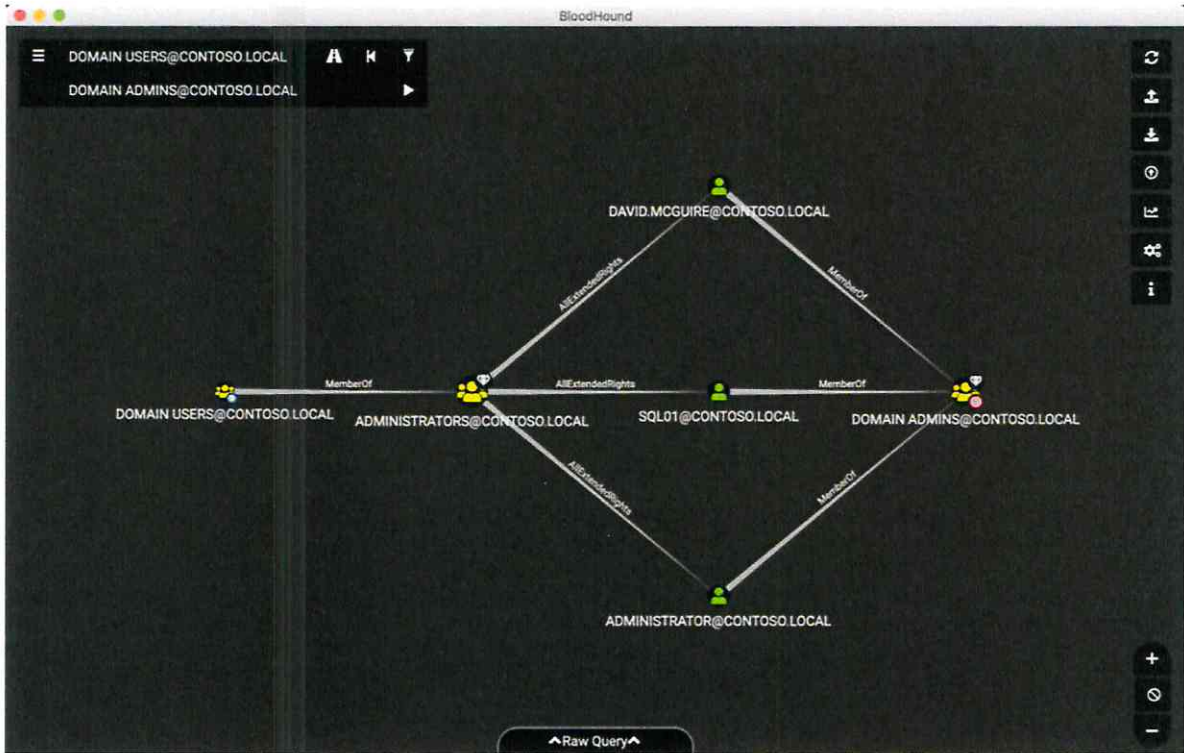 BloodHound
DOMAIN USERS@CONTOSO.LOCAL
DOMAIN ADMINS@CONTOSO.LOCAL
DAVID.MCGUIRE@CONTOSO.LOCAL
AllExtendedRights
MemberOf
MemberOf
AllExtendedRights
MemberOf
DOMAIN USERS@CONTOSO.LOCAL
ADMINISTRATORS@CONTOSO.LOCAL
SQL01@CONTOSO.LOCAL
DOMAIN ADMINS@CONTOSO.LOCAL
AllExtendedRights
MemberOf
ADMINISTRATOR@CONTOSO.LOCAL
Raw Query